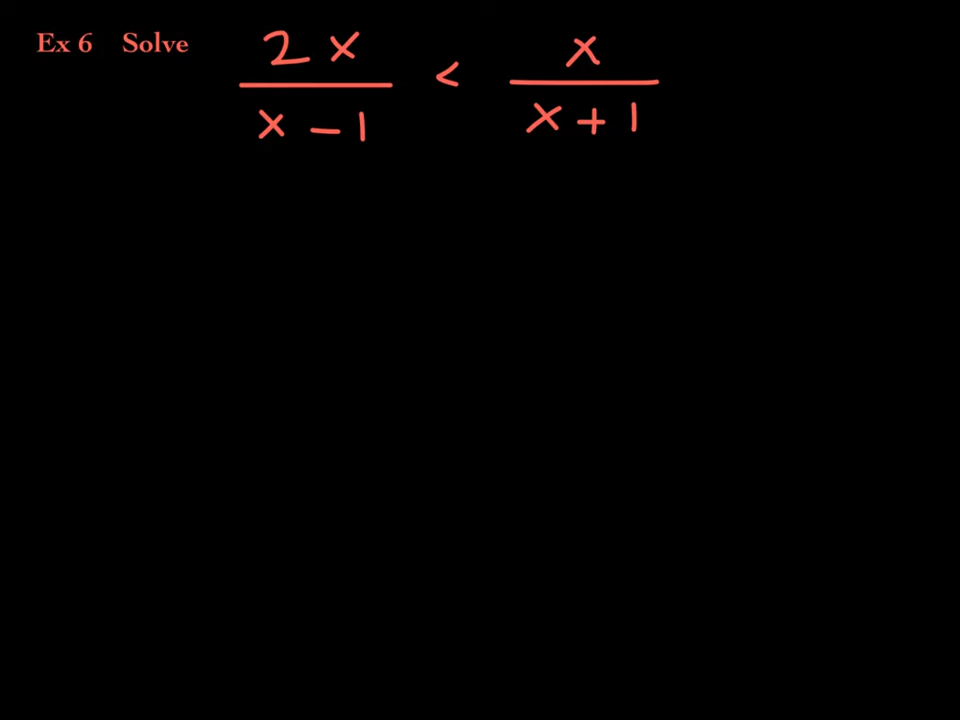 Ex 6 Solve 2x/(x - 1) < x/(x + 1)